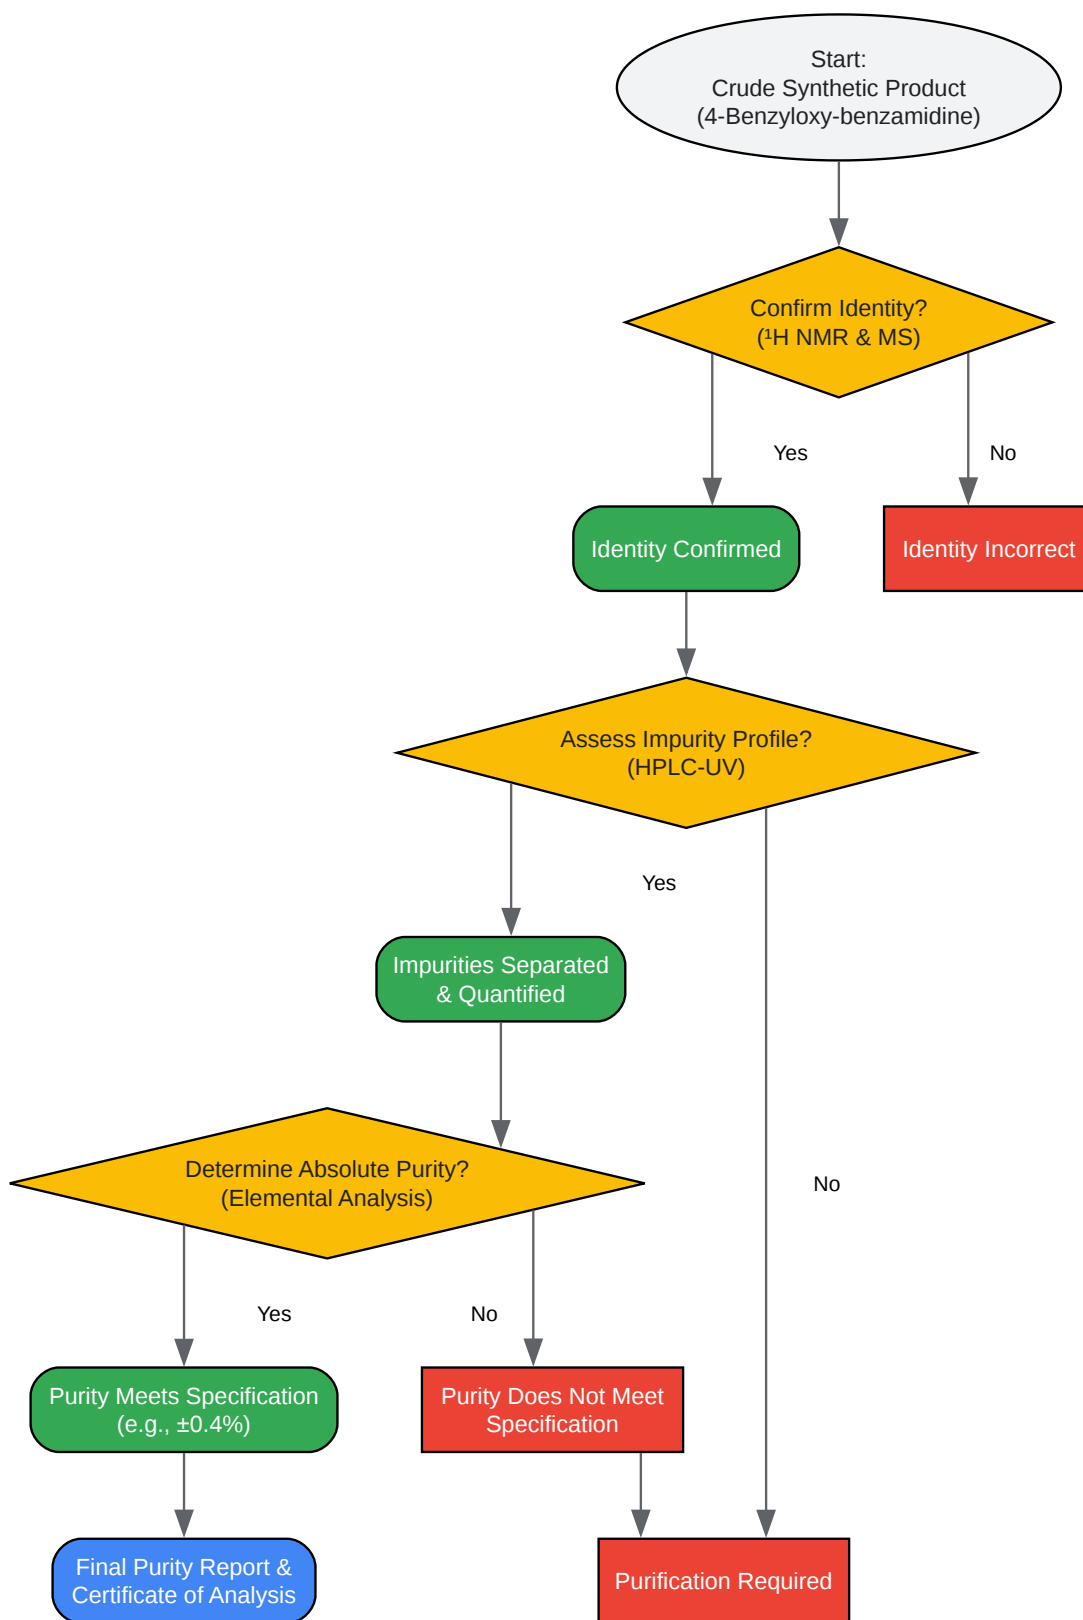 Start:
Crude Synthetic Product
(4-Benzyloxy-benzamidine)
Confirm Identity?
(¹H NMR & MS)
Yes
No
Identity Confirmed
Identity Incorrect
Assess Impurity Profile?
(HPLC-UV)
Yes
Impurities Separated
& Quantified
Determine Absolute Purity?
(Elemental Analysis)
No
Yes
No
Purity Meets Specification
(e.g., ±0.4%)
Purity Does Not Meet
Specification
Final Purity Report &
Certificate of Analysis
Purification Required